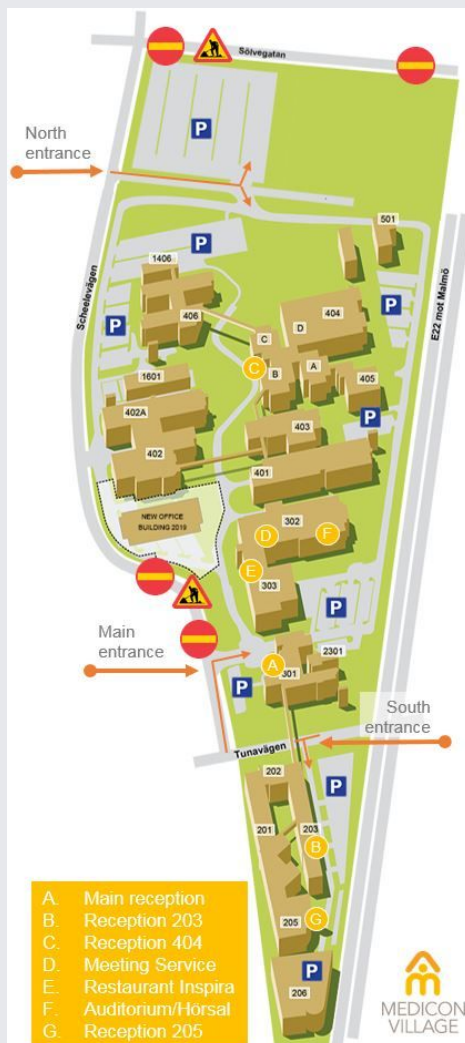 Sölvegatan
P
North
entrance
501
P
1406
Scheelevägen
E22 mot Malmö
406
404
P
P
C
D
C
A
B
1601
405
402A
P
403
402
401
NEW OFFICE
BUILDING 2019
302
D
F
E
303
P
Main
entrance
2301
A
301
P
South
entrance
Tunavägen
202
P
201
203
B
G
205
P
206
A. Main reception
B. Reception 203
C. Reception 404
D. Meeting Service
E. Restaurant Inspira
F. Auditorium/Hörsal
G. Reception 205
MEDICON
VILLAGE